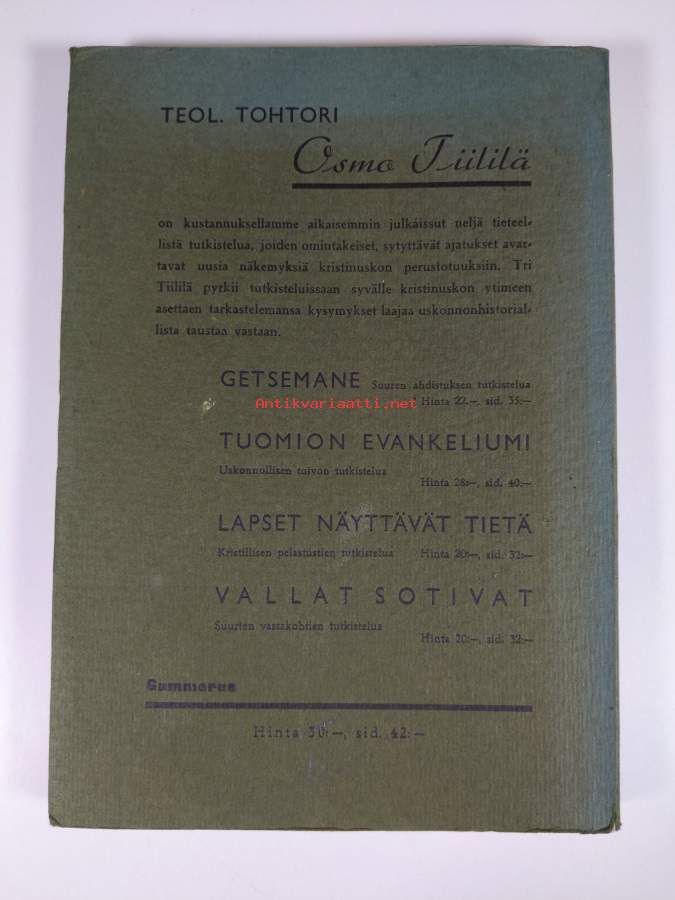 TEOL. TOHTORI
Osmo Tiililä
on kustannuksellamme aikaisemmin julkaissut neljä tieteel-
listä tutkistelua, joiden omintakeiset, sytyttävät ajatukset avar-
tavat uusia näkemyksiä kristinuskon perustotuuksiin. Tri
Tiililä pyrkii tutkisteluissaan syvälle kristinuskon ytimeen
asettaen tarkastelemansa kysymykset laajaa uskonnonhistorial-
lista taustaa vastaan.
GETSEMANE Suuren ahdistuksen tutkistelua
Antikvariaatti.net
Hinta 22:—, sid. 35:—
TUOMION EVANKELIUMI
Uskonnollisen toivon tutkistelua
Hinta 28:—, sid. 40:—
LAPSET NÄYTTÄVÄT TIETÄ
Kristillisen pelastustien tutkistelua Hinta 20:—, sid. 32:—
VALLAT SOTIVAT
Suurten vastakohtien tutkistelua
Hinta 20:—, sid. 32:—
Gummerus
Hinta 30:—, sid. 42:—